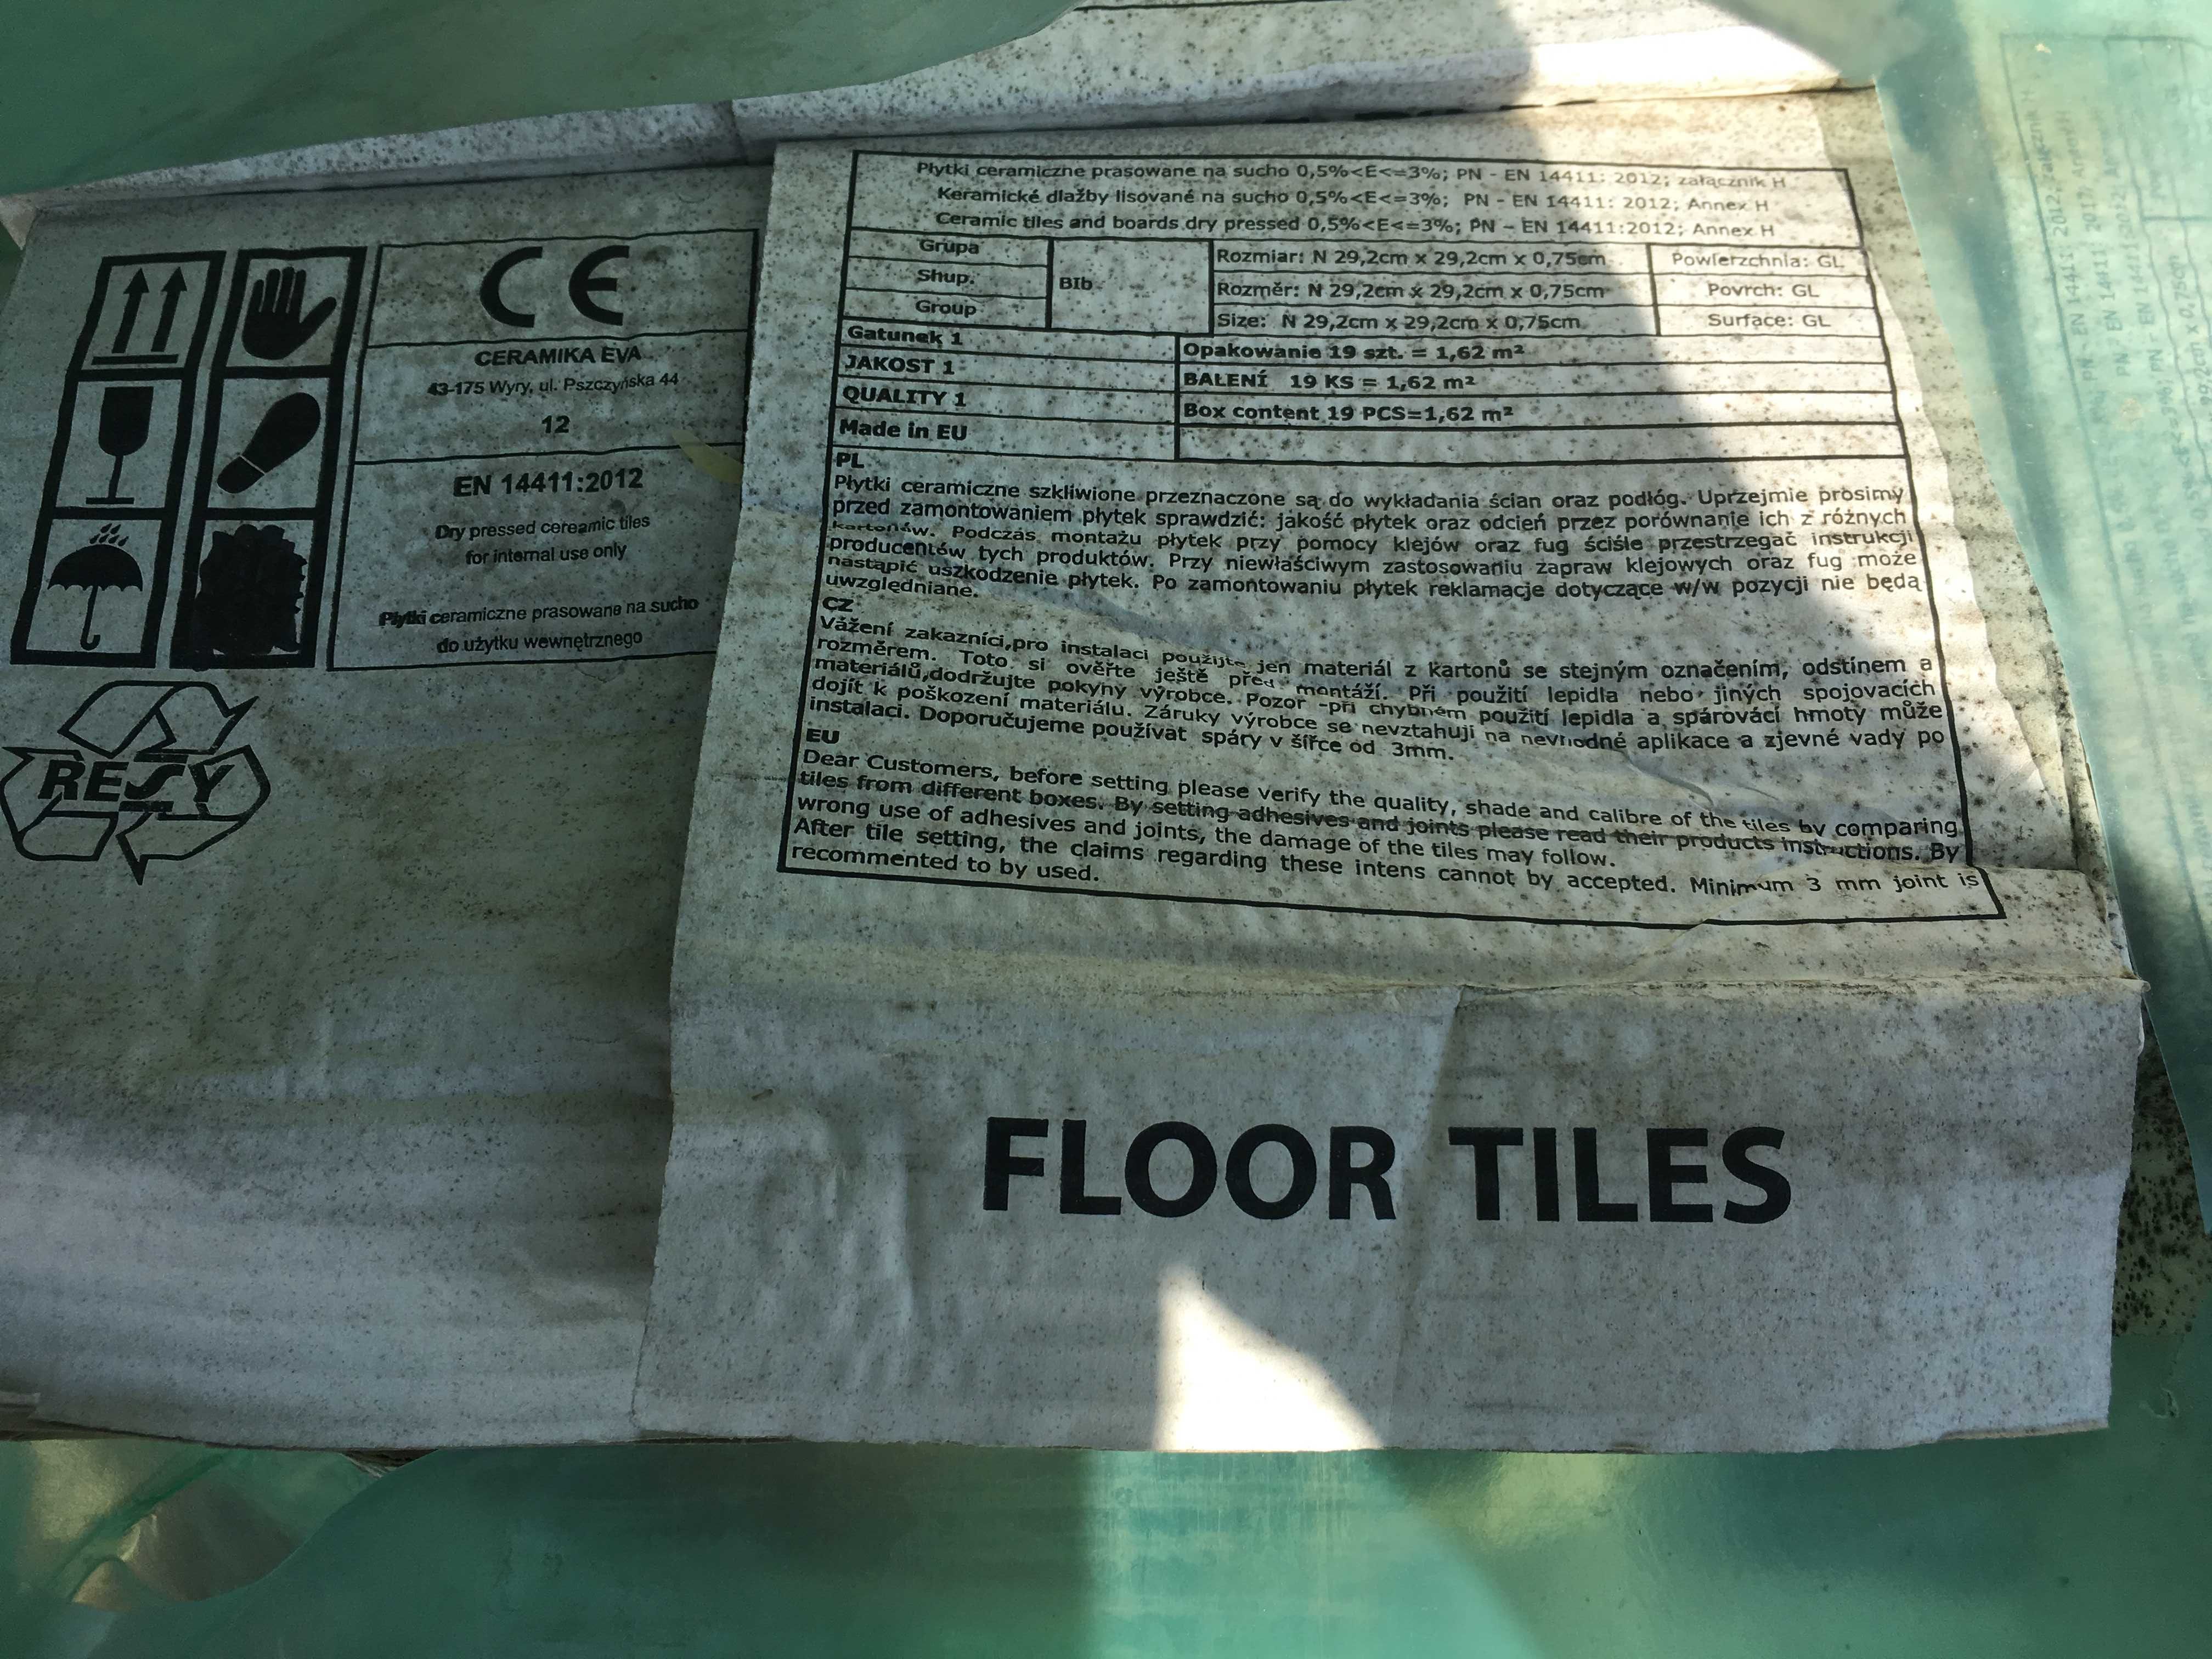 CE
CERAMIKA EVA
43-175 Wyry, ul. Pszczyńska 44
12
EN 14411:2012
Dry pressed cereamic tiles
for internal use only
Płytki ceramiczne prasowane na sucho
do użytku wewnętrznego
RESY
Płytki ceramiczne prasowane na sucho 0,5%<E<=3%; PN - EN 14411: 2012; załącznik H
Keramické dlažby lisované na sucho 0,5%<E<=3%; PN - EN 14411: 2012; Annex H
Ceramic tiles and boards dry pressed 0,5%<E<=3%; PN - EN 14411:2012; Annex H
Grupa
Shup.
Group
BIb
Rozmiar: N 29,2cm x 29,2cm x 0,75cm
Rozměr: N 29,2cm x 29,2cm x 0,75cm
Size: N 29,2cm x 29,2cm x 0,75cm
Powierzchnia: GL
Povrch: GL
Surface: GL
Gatunek 1
JAKOST 1
QUALITY 1
Made in EU
Opakowanie 19 szt. = 1,62 m²
BALENÍ 19 KS = 1,62 m²
Box content 19 PCS=1,62 m²
PL
Płytki ceramiczne szkliwione przeznaczone są do wykładania ścian oraz podłóg. Uprzejmie prosimy
przed zamontowaniem płytek sprawdzić: jakość płytek oraz odcień przez porównanie ich z różnych
kartonów. Podczas montażu płytek przy pomocy klejów oraz fug ściśle przestrzegać instrukcji
producentów tych produktów. Przy niewłaściwym zastosowaniu zapraw klejowych oraz fug może
nastąpić uszkodzenie płytek. Po zamontowaniu płytek reklamacje dotyczące w/w pozycji nie będą
uwzględniane.
CZ
Vážení zakazníci,pro instalaci použijte jen materiál z kartonů se stejným označením, odstínem a
rozměrem. Toto si ověřte ještě před montáží. Při použití lepidla nebo jiných spojovacích
materiálů,dodržujte pokyny výrobce. Pozor -při chybném použití lepidla a spárovácí hmoty může
dojít k poškození materiálu. Záruky výrobce se nevztahují na nevhodné aplikace a zjevné vady po
instalaci. Doporučujeme používat spáry v šířce od 3mm.
EU
Dear Customers, before setting please verify the quality, shade and calibre of the tiles by comparing
tiles from different boxes. By setting adhesives and joints please read their products instructions. By
wrong use of adhesives and joints, the damage of the tiles may follow.
After tile setting, the claims regarding these intens cannot by accepted. Minimum 3 mm joint is
recommented to by used.
FLOOR TILES